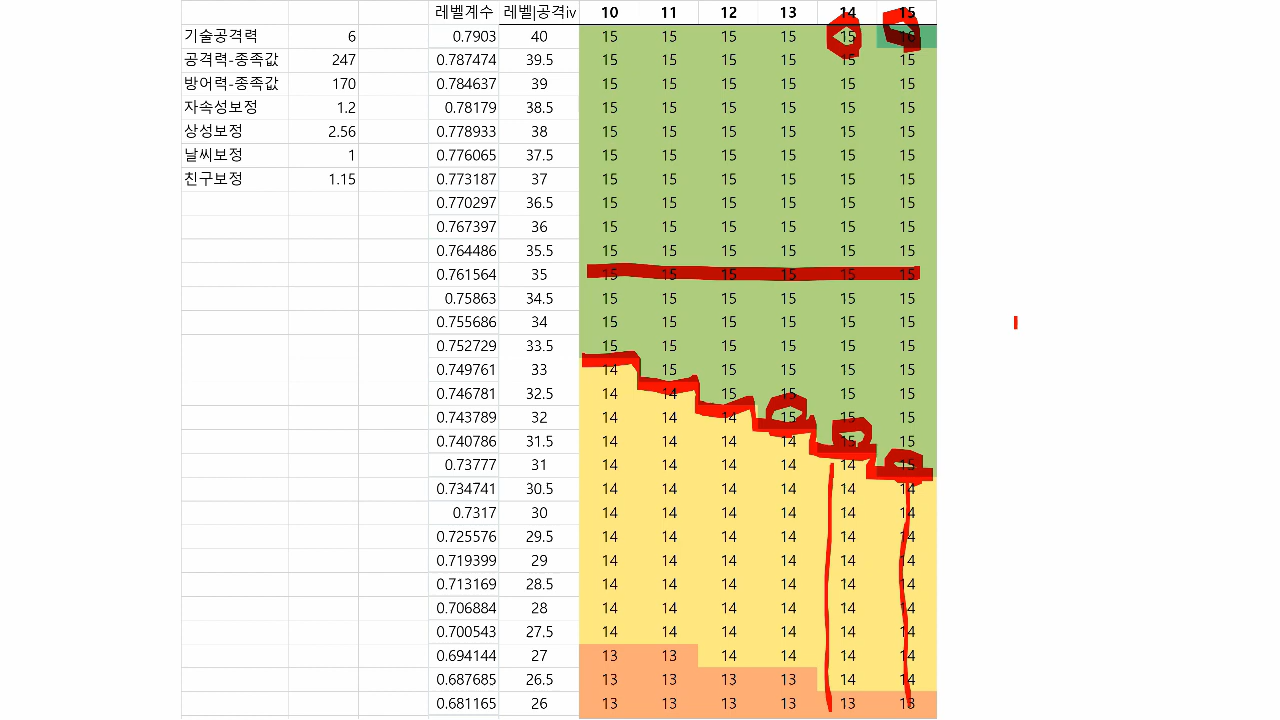 레벨계수 레벨|공격iv 10 11 12 13 14 15
기술공격력 6 0.7903 40 15 15 15 15 15 16
공격력-종족값 247 0.787474 39.5 15 15 15 15 15 15
방어력-종족값 170 0.784637 39 15 15 15 15 15 15
자속성보정 1.2 0.78179 38.5 15 15 15 15 15 15
상성보정 2.56 0.778933 38 15 15 15 15 15 15
날씨보정 1 0.776065 37.5 15 15 15 15 15 15
친구보정 1.15 0.773187 37 15 15 15 15 15 15
0.770297 36.5 15 15 15 15 15 15
0.767397 36 15 15 15 15 15 15
0.764486 35.5 15 15 15 15 15 15
0.761564 35 15 15 15 15 15 15
0.75863 34.5 15 15 15 15 15 15
0.755686 34 15 15 15 15 15 15
0.752729 33.5 15 15 15 15 15 15
0.749761 33 14 15 15 15 15 15
0.746781 32.5 14 14 15 15 15 15
0.743789 32 14 14 14 15 15 15
0.740786 31.5 14 14 14 14 15 15
0.73777 31 14 14 14 14 14 15
0.734741 30.5 14 14 14 14 14 14
0.7317 30 14 14 14 14 14 14
0.725576 29.5 14 14 14 14 14 14
0.719399 29 14 14 14 14 14 14
0.713169 28.5 14 14 14 14 14 14
0.706884 28 14 14 14 14 14 14
0.700543 27.5 14 14 14 14 14 14
0.694144 27 13 13 14 14 14 14
0.687685 26.5 13 13 13 13 14 14
0.681165 26 13 13 13 13 13 13